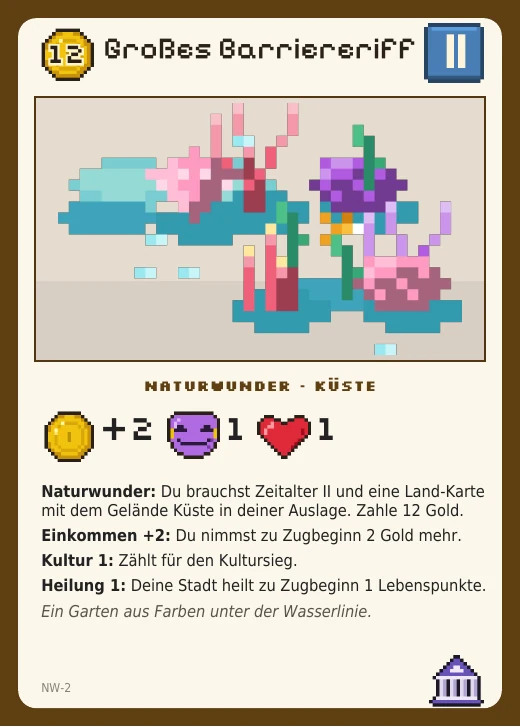 12 Großes Barriereriff II
NATURWUNDER - KÜSTE
+2 1 1
Naturwunder: Du brauchst Zeitalter II und eine Land-Karte
mit dem Gelände Küste in deiner Auslage. Zahle 12 Gold.
Einkommen +2: Du nimmst zu Zugbeginn 2 Gold mehr.
Kultur 1: Zählt für den Kultursieg.
Heilung 1: Deine Stadt heilt zu Zugbeginn 1 Lebenspunkte.
Ein Garten aus Farben unter der Wasserlinie.
NW-2